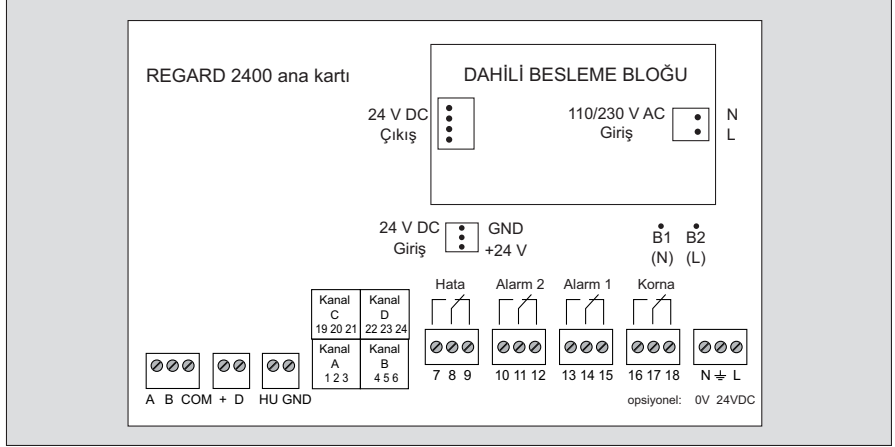 REGARD 2400 ana kartı
DAHİLİ BESLEME BLOĞU
24 V DC
Çıkış
110/230 V AC
Giriş
N
L
24 V DC
Giriş
GND
+24 V
B1
(N)
B2
(L)
Hata
Alarm 2
Alarm 1
Korna
Kanal
C
19 20 21
Kanal
D
22 23 24
Kanal
A
1 2 3
Kanal
B
4 5 6
A B COM
+ D
HU GND
7 8 9
10 11 12
13 14 15
16 17 18
N ⏚ L
opsiyonel: 0V 24VDC